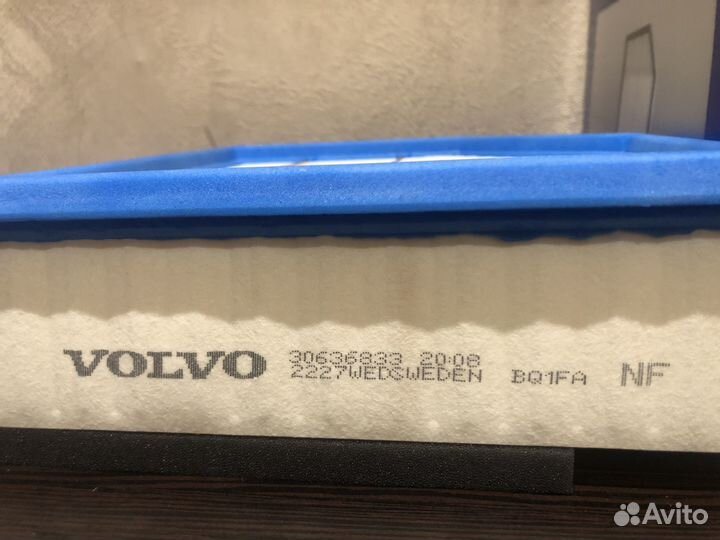 VOLVO
30636833 20:08
2227WEDSWEDEN
BQ1FA
NF
Avito